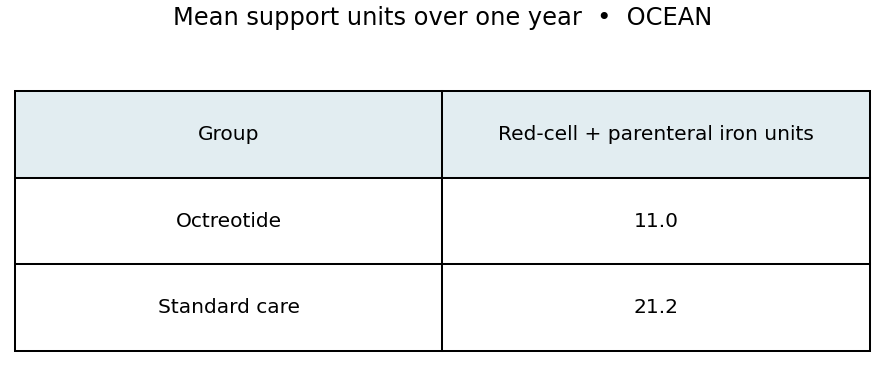 Mean support units over one year • OCEAN
Group Red-cell + parenteral iron units
Octreotide 11.0
Standard care 21.2